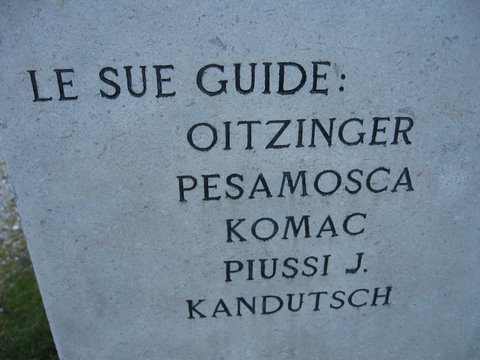 LE SUE GUIDE:
OITZINGER
PESAMOSCA
KOMAC
PIUSSI J.
KANDUTSCH